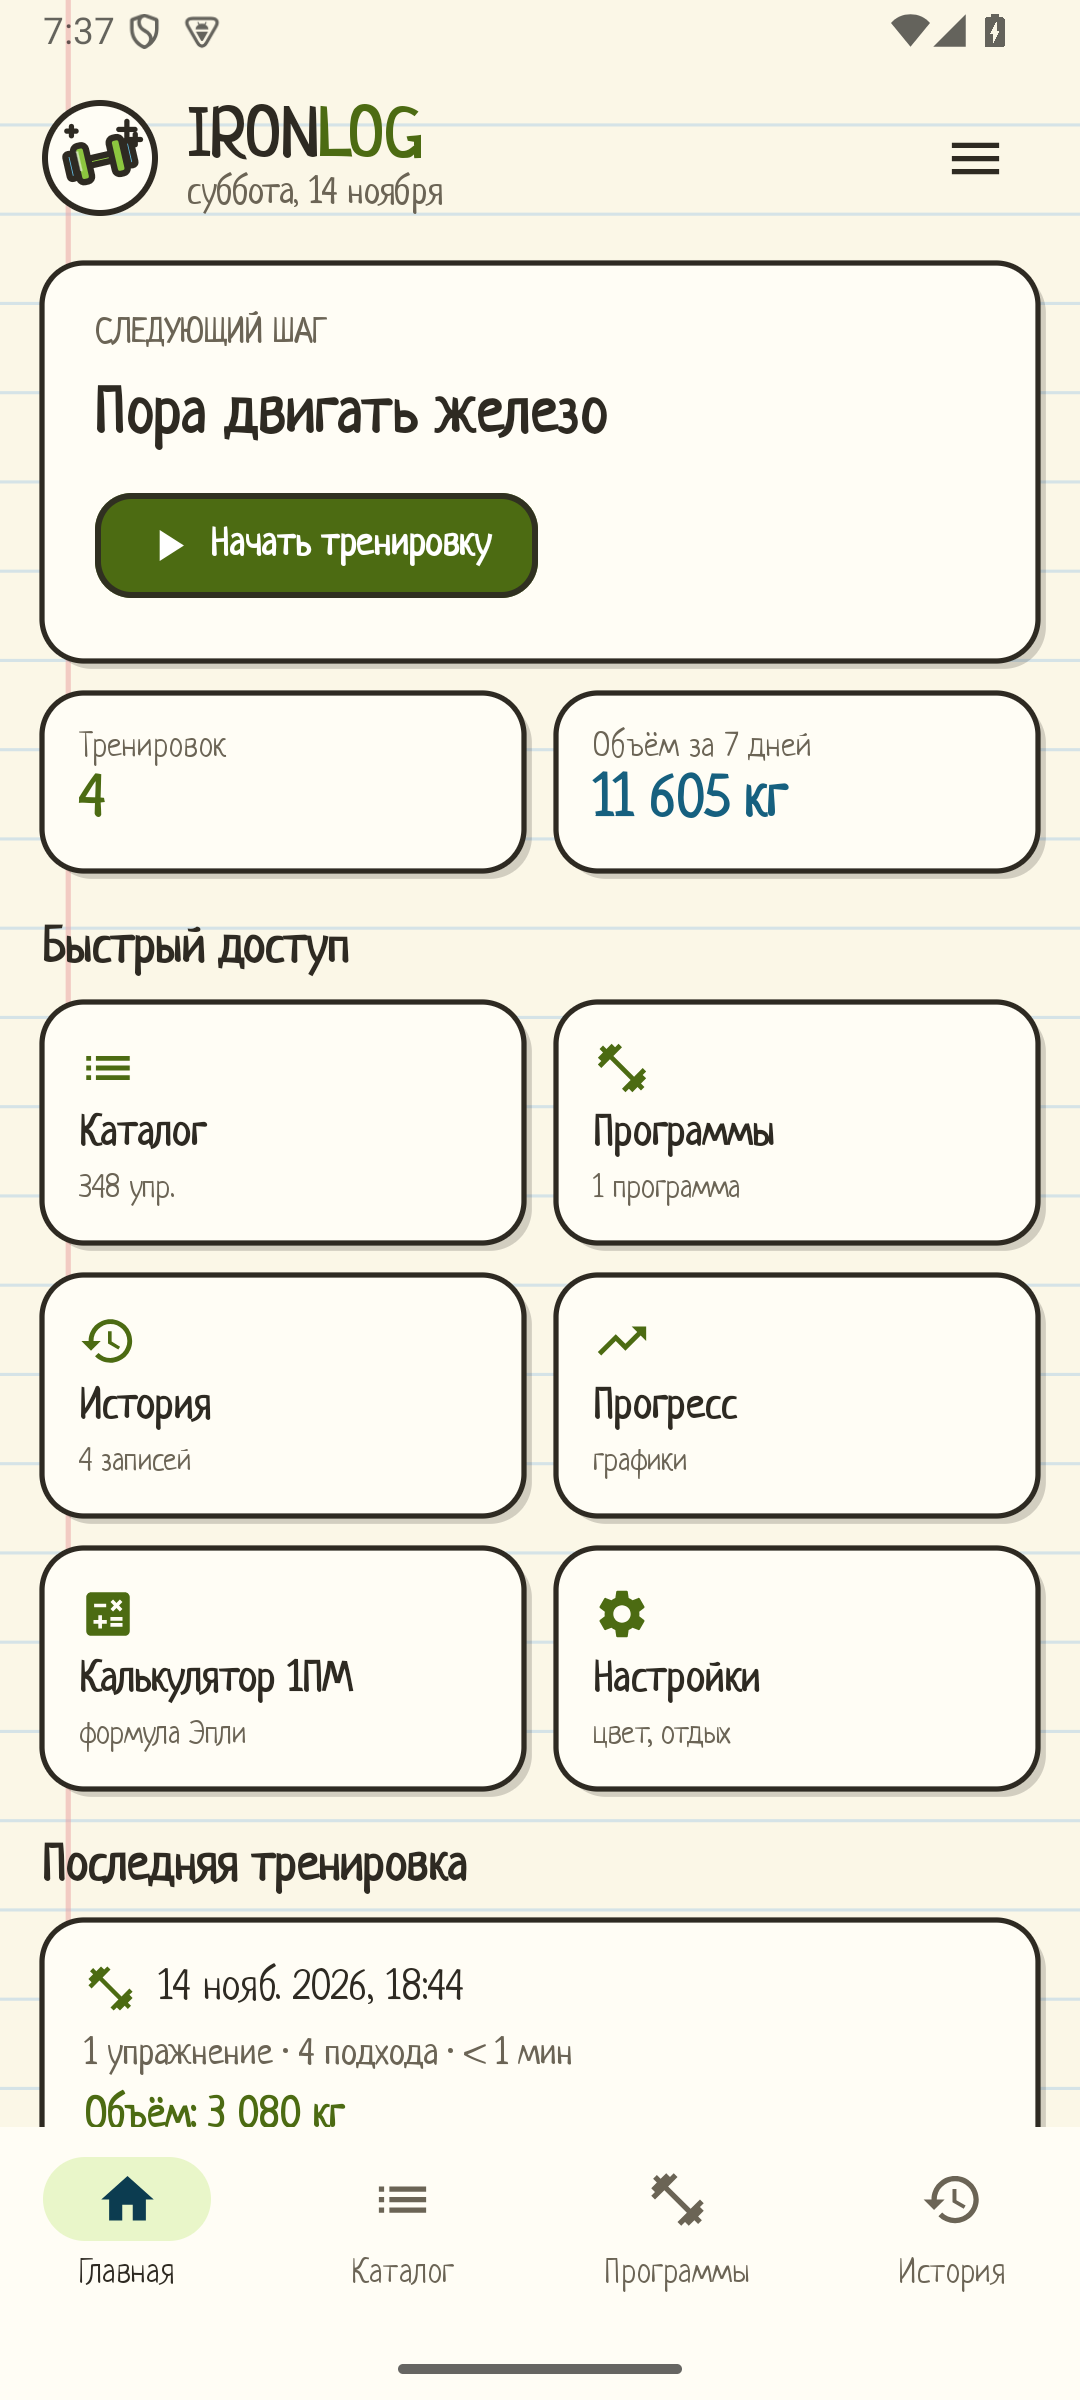 7:37
IRONLOG
суббота, 14 ноября
СЛЕДУЮЩИЙ ШАГ
Пора двигать железо
Начать тренировку
Тренировок
4
Объём за 7 дней
11 605 кг
Быстрый доступ
Каталог
348 упр.
Программы
1 программа
История
4 записей
Прогресс
графики
Калькулятор 1ПМ
формула Эпли
Настройки
цвет, отдых
Последняя тренировка
14 нояб. 2026, 18:44
1 упражнение · 4 подхода · < 1 мин
Объём: 3 080 кг
Главная
Каталог
Программы
История